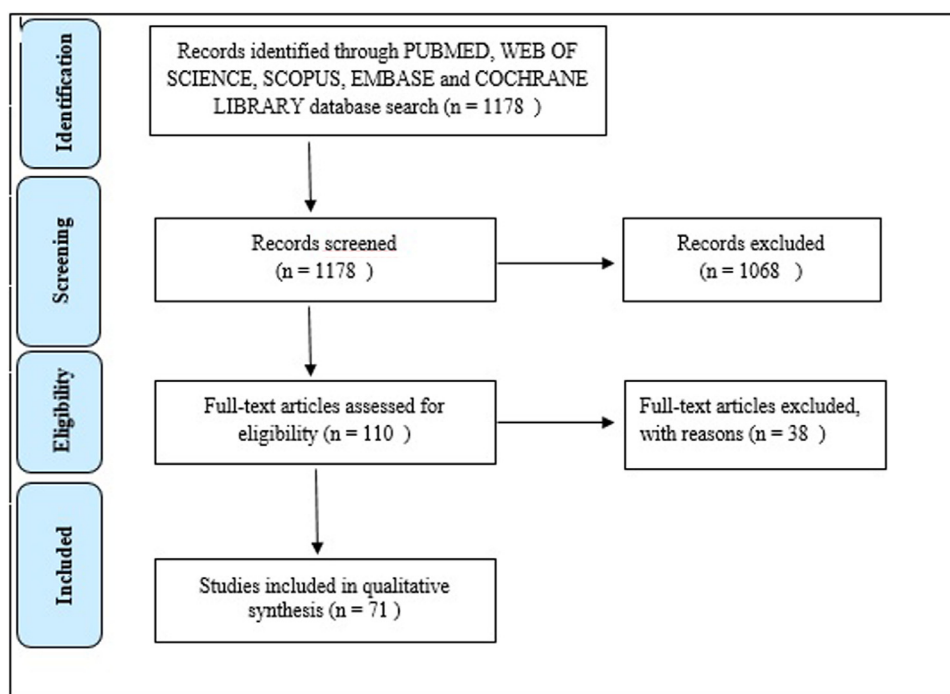 Identification
Records identified through PUBMED, WEB OF
SCIENCE, SCOPUS, EMBASE and COCHRANE
LIBRARY database search (n = 1178 )
Screening
Records screened
(n = 1178 )
Records excluded
(n = 1068 )
Eligibility
Full-text articles assessed for
eligibility (n = 110 )
Full-text articles excluded,
with reasons (n = 38 )
Included
Studies included in qualitative
synthesis (n = 71 )